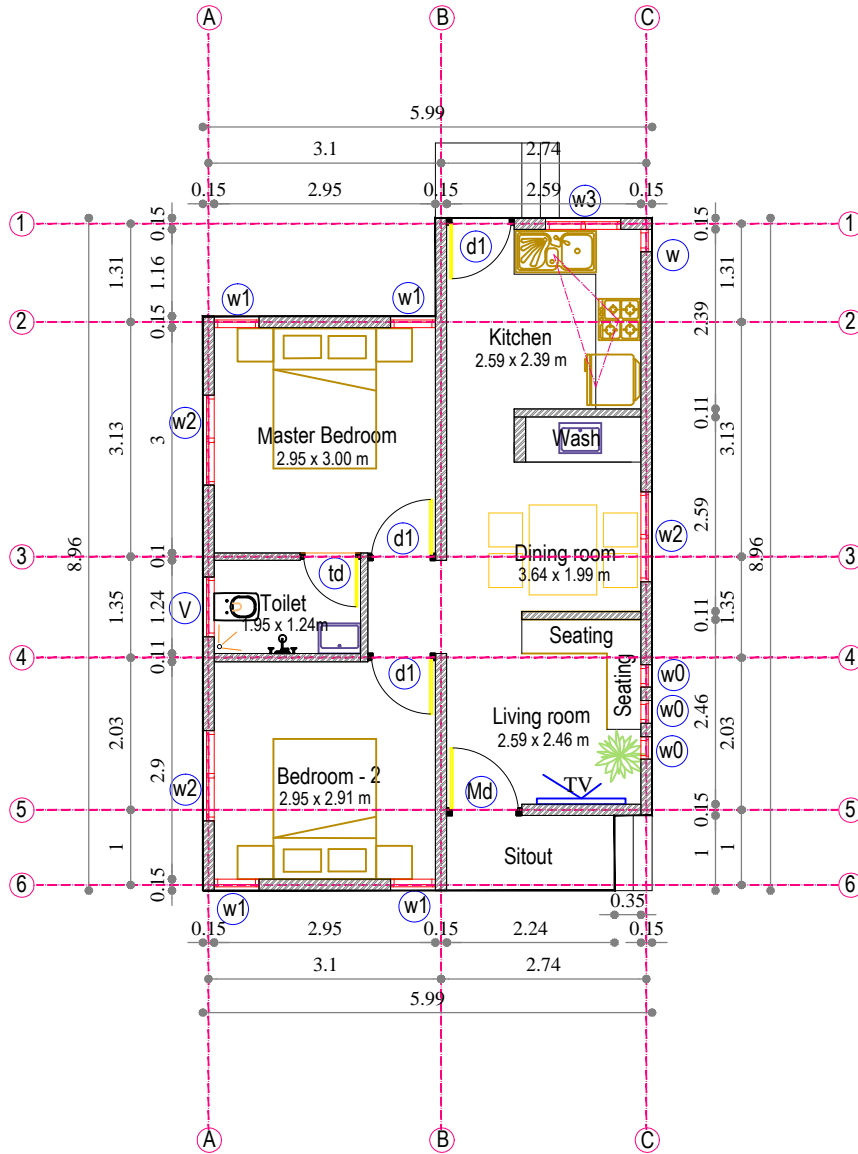 A B C
5.99
3.1 2.74
0.15 2.95 0.15 2.59 0.15
w3
1 0.15 d1 0.15 1
w
1.31 1.16 1.31
w1 w1
2 0.15 2.39 2
Kitchen
2.59 x 2.39 m
0.11
w2 Wash
3.13 3 Master Bedroom 3.13
2.95 x 3.00 m
2.59
d1 w2
8.96 8.96
3 0.1 Dining room 3
td 3.64 x 1.99 m
V Toilet
1.35 1.24 1.95 x 1.24m 0.11 1.35
Seating
4 0.11 4
d1 Seating w0
w0
2.46
Living room
2.59 x 2.46 m
2.03 2.03
w0
2.9 Bedroom - 2 TV
w2 2.95 x 2.91 m Md
5 0.15 5
1 Sitout 1 1
6 0.15 6
w1 w1
0.35
0.15 2.95 0.15 2.24 0.15
3.1 2.74
5.99
A B C